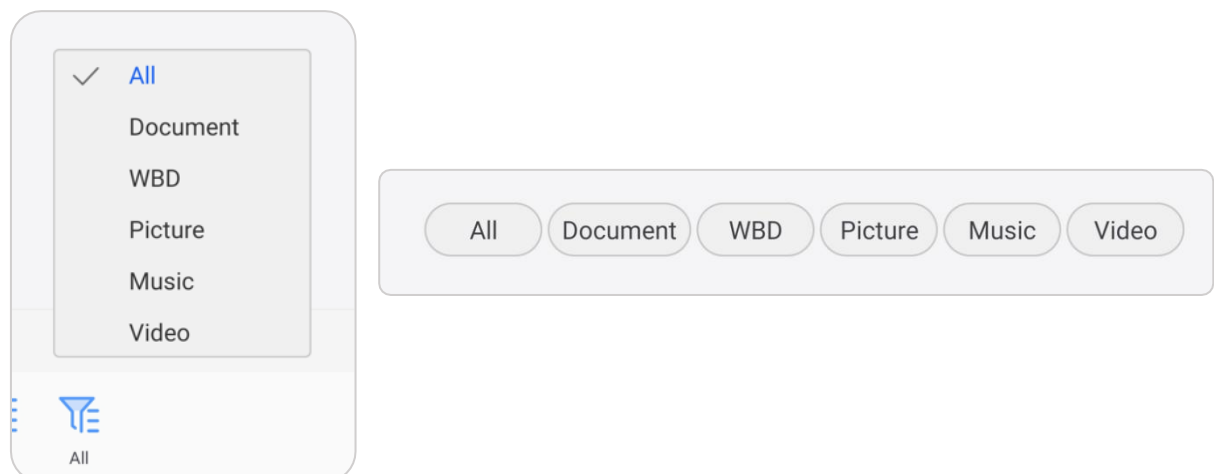 All
Document
WBD
Picture
Music
Video
All
All Document WBD Picture Music Video